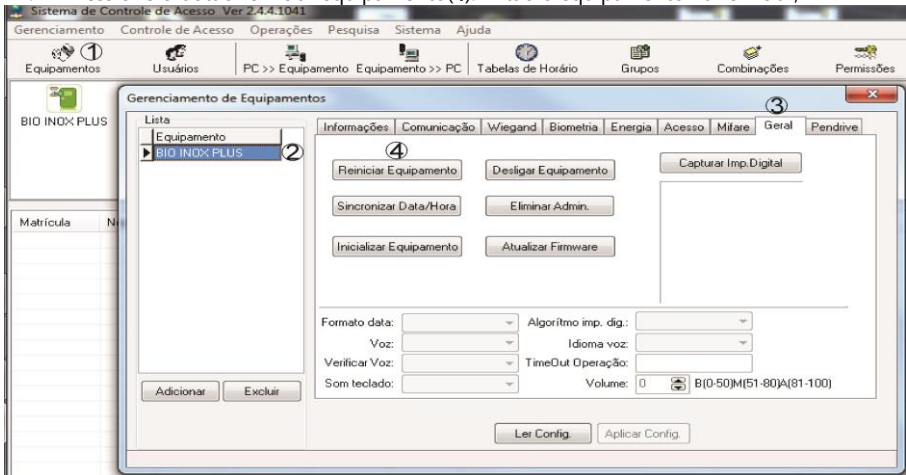 Sistema de Controle de Acesso Ver 2.4.4.1041
Gerenciamento Controle de Acesso Operações Pesquisa Sistema Ajuda
①
Equipamentos Usuários PC >> Equipamento Equipamento >> PC Tabelas de Horário Grupos Combinações Permissões
BIO INOX PLUS
Matrícula
Gerenciamento de Equipamentos
Lista
Equipamento
BIO INOX PLUS ②
③
Informações Comunicação Wiegand Biometria Energia Acesso Mifare Geral Pendrive
④
Reiniciar Equipamento Desligar Equipamento Capturar Imp.Digital
Sincronizar Data/Hora Eliminar Admin.
Inicializar Equipamento Atualizar Firmware
Formato data: Algorítmo imp. dig.:
Voz: Idioma voz:
Verificar Voz: TimeOut Operação:
Som teclado: Volume: 0 B(0-50)M(51-80)A(81-100)
Adicionar Excluir
Ler Config. Aplicar Config.